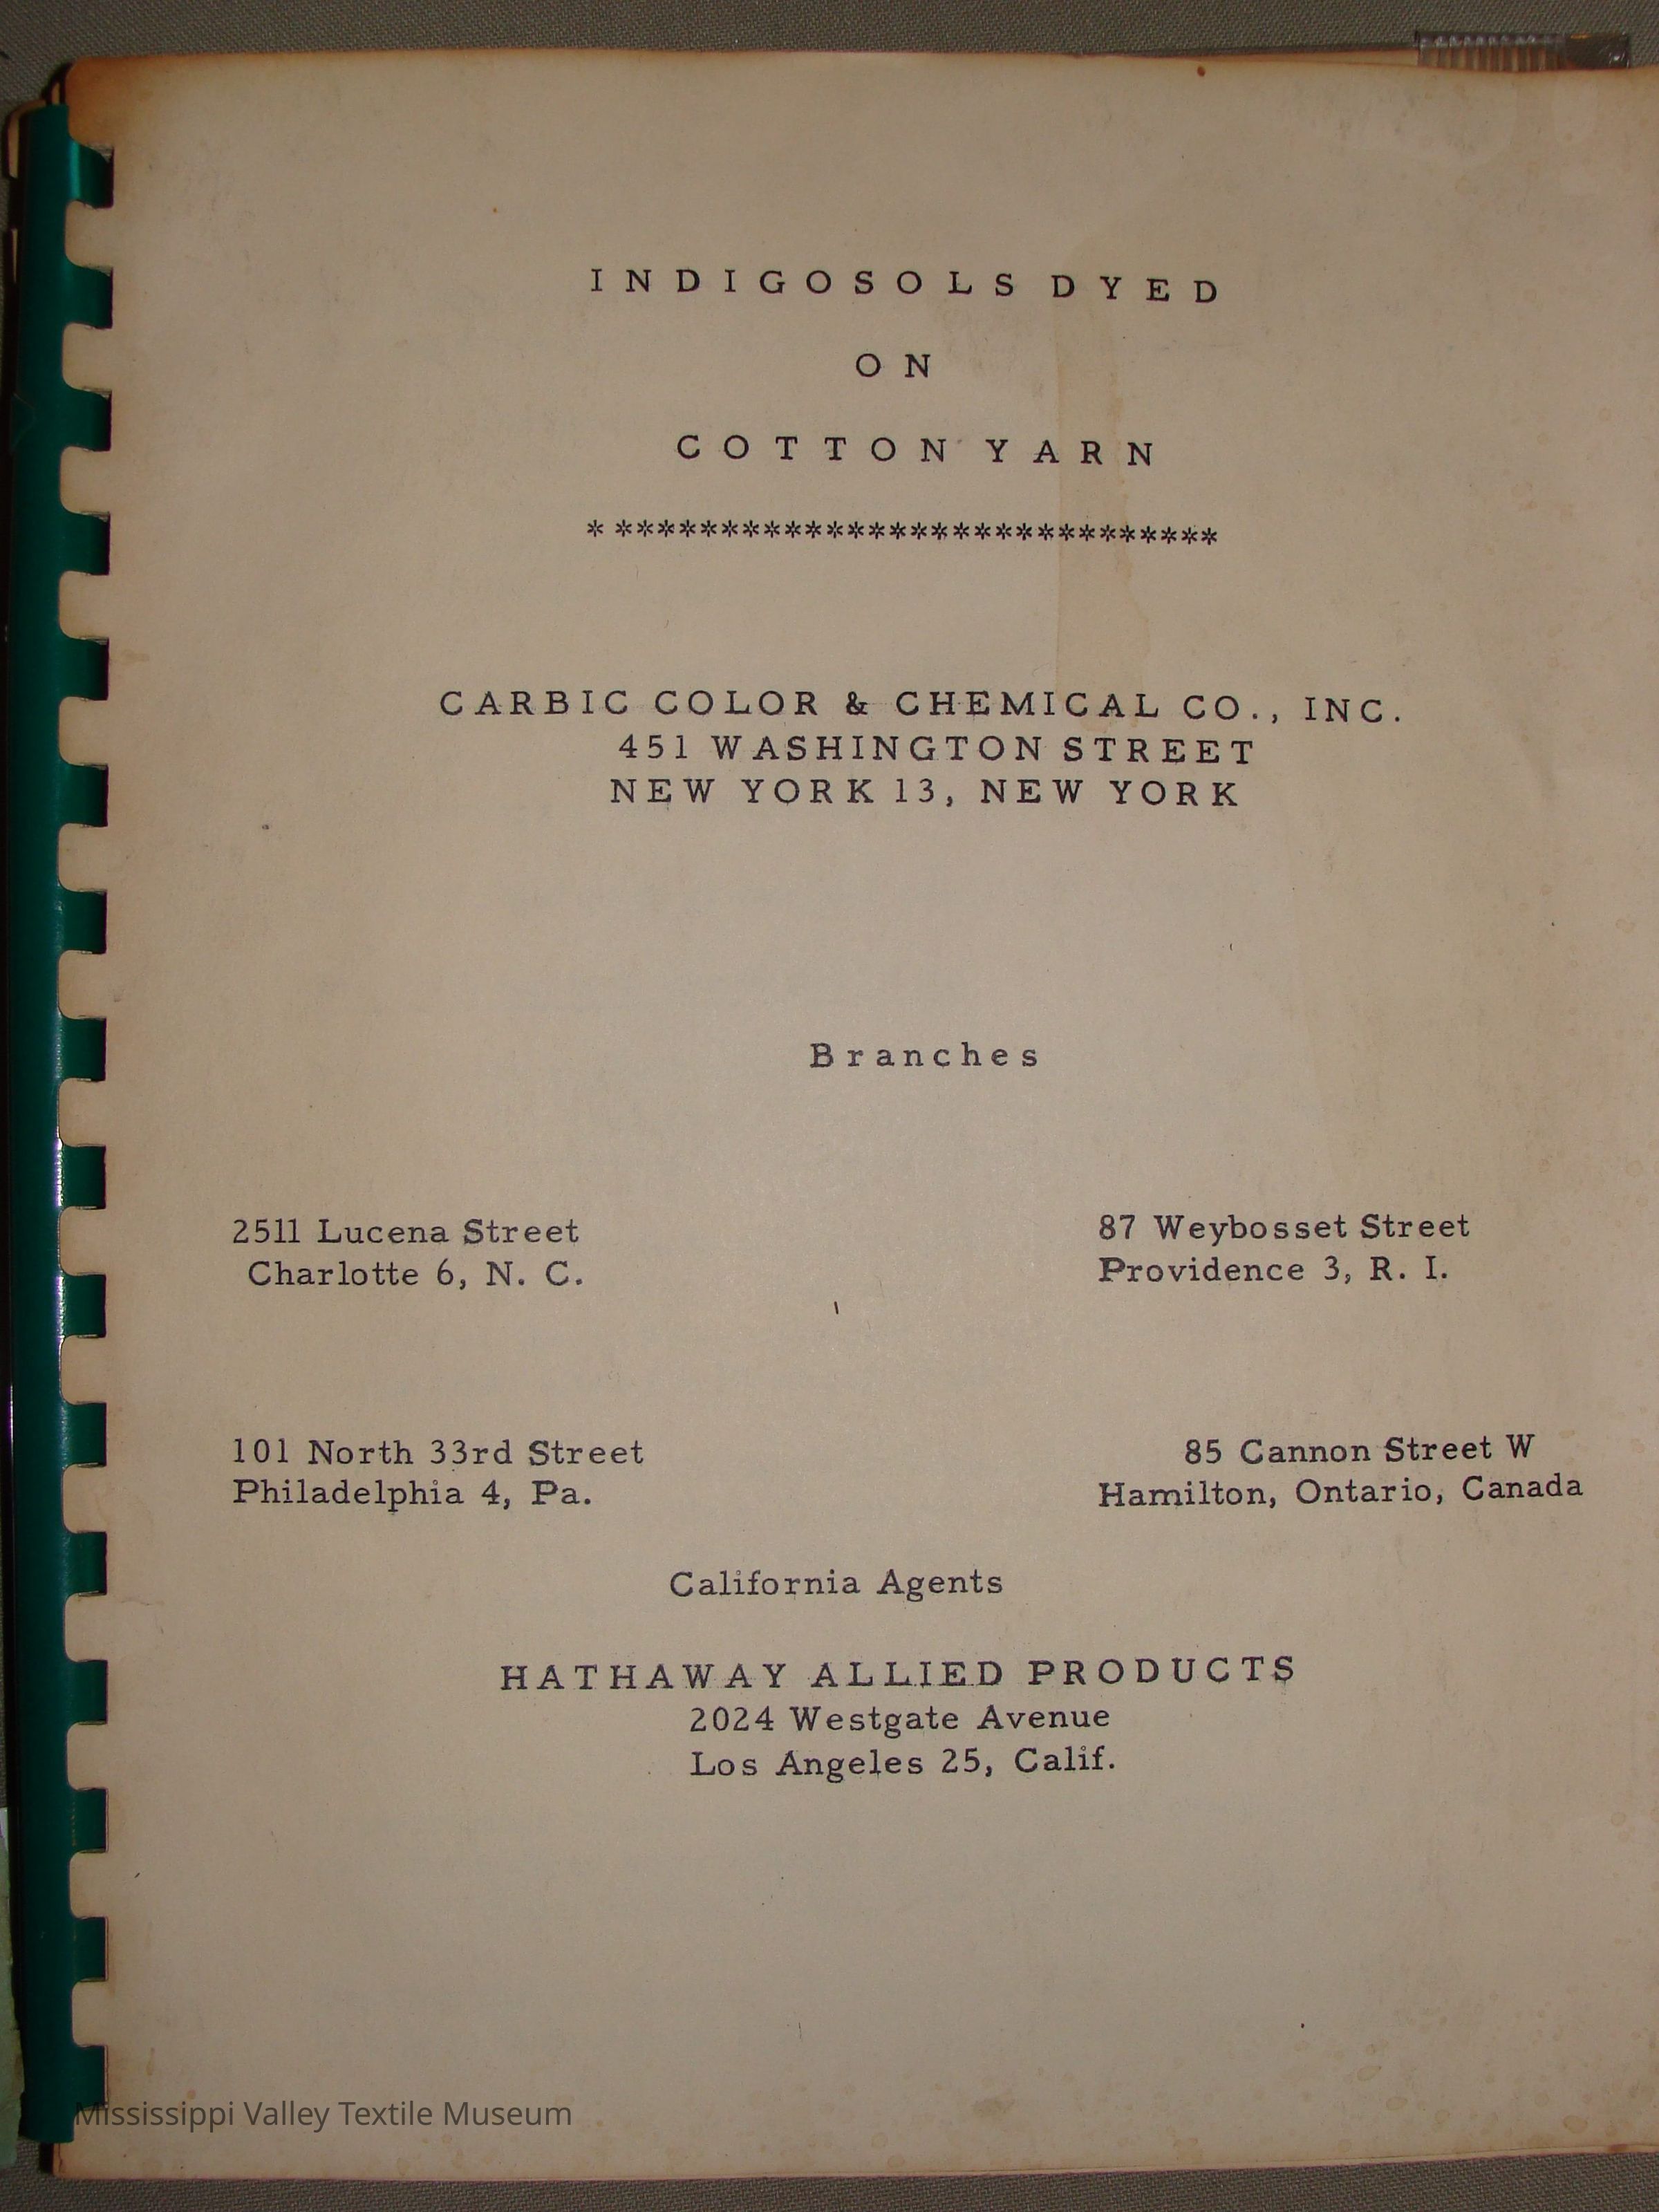 INDIGOSOLS DYED
ON
COTTON YARN
* *****************************
CARBIC COLOR & CHEMICAL CO., INC.
451 WASHINGTON STREET
NEW YORK 13, NEW YORK
Branches
2511 Lucena Street
Charlotte 6, N. C.
87 Weybosset Street
Providence 3, R. I.
101 North 33rd Street
Philadelphia 4, Pa.
85 Cannon Street W
Hamilton, Ontario, Canada
California Agents
HATHAWAY ALLIED PRODUCTS
2024 Westgate Avenue
Los Angeles 25, Calif.
Mississippi Valley Textile Museum